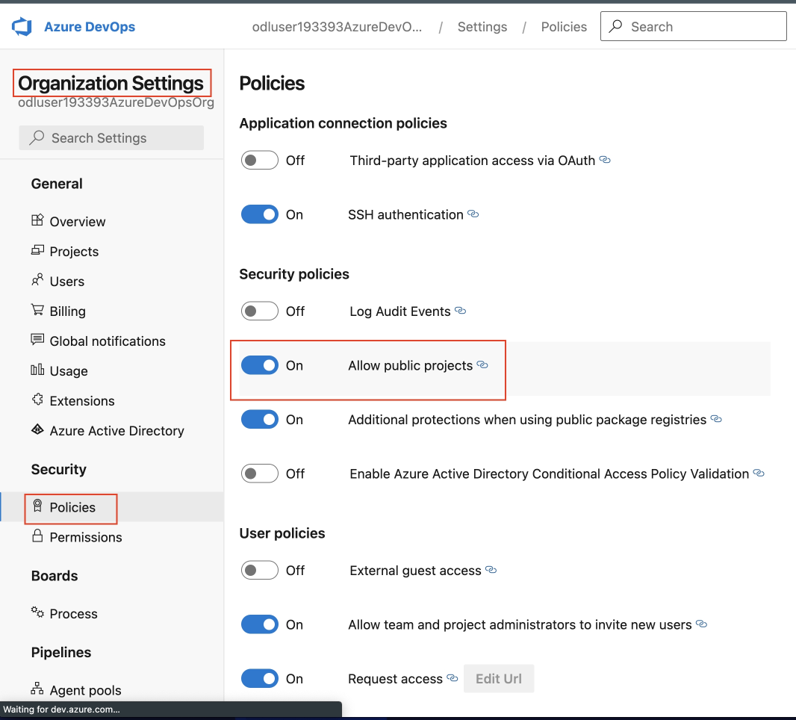 Azure DevOps
odluser193393AzureDevO... / Settings / Policies
Search
Organization Settings
odluser193393AzureDevOpsOrg
Search Settings
General
Overview
Projects
Users
Billing
Global notifications
Usage
Extensions
Azure Active Directory
Security
Policies
Permissions
Boards
Process
Pipelines
Agent pools
Waiting for dev.azure.com...
Policies
Application connection policies
Off Third-party application access via OAuth
On SSH authentication
Security policies
Off Log Audit Events
On Allow public projects
On Additional protections when using public package registries
Off Enable Azure Active Directory Conditional Access Policy Validation
User policies
Off External guest access
On Allow team and project administrators to invite new users
On Request access Edit Url